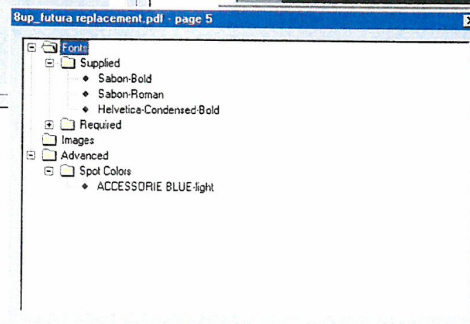 8up_futura replacement.pdf - page 5
Fonts
Supplied
Sabon-Bold
Sabon-Roman
Helvetica-Condensed-Bold
Required
Images
Advanced
Spot Colors
ACCESSORIE BLUE-light